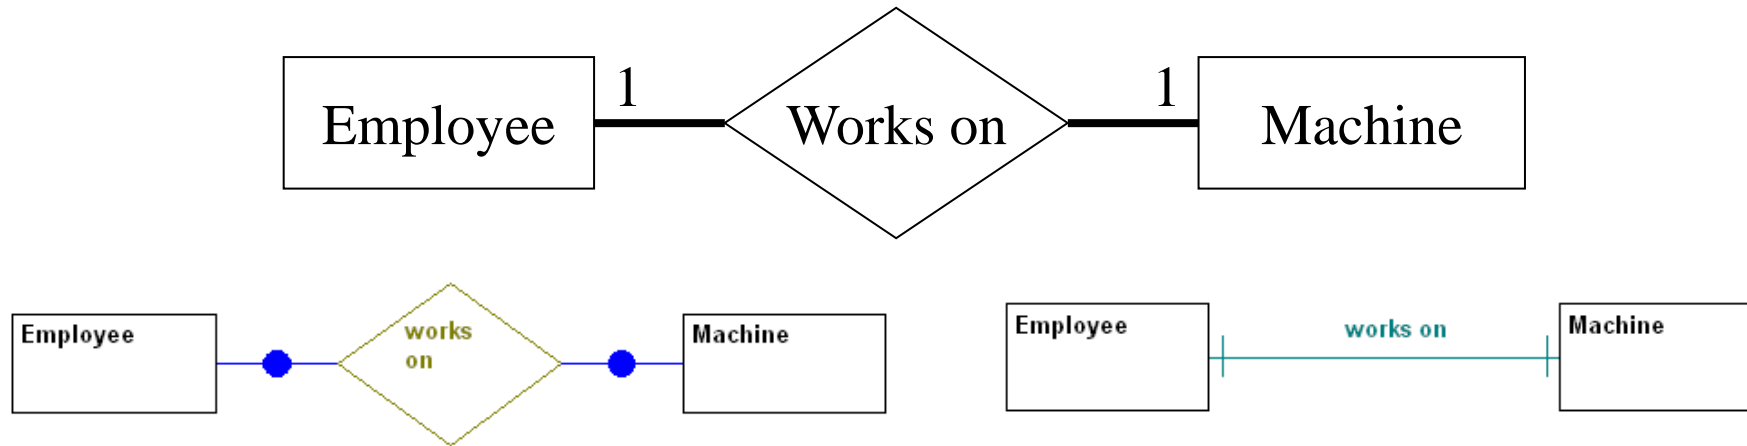 Employee 1 Works on 1 Machine
Employee
works
on
Machine
Employee
works on
Machine